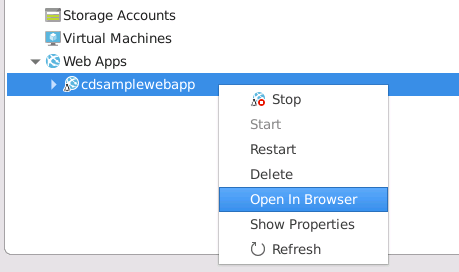 Storage Accounts
Virtual Machines
Web Apps
cdsamplewebapp
Stop
Start
Restart
Delete
Open In Browser
Show Properties
Refresh